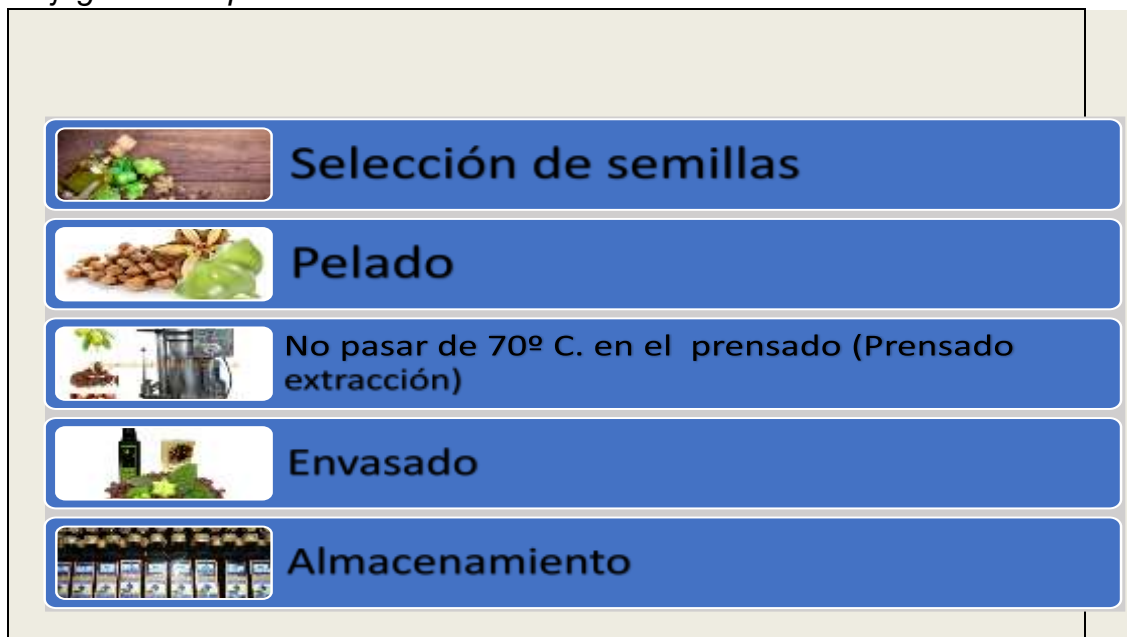 Selección de semillas
Pelado
No pasar de 70º C. en el prensado (Prensado
extracción)
Envasado
Almacenamiento